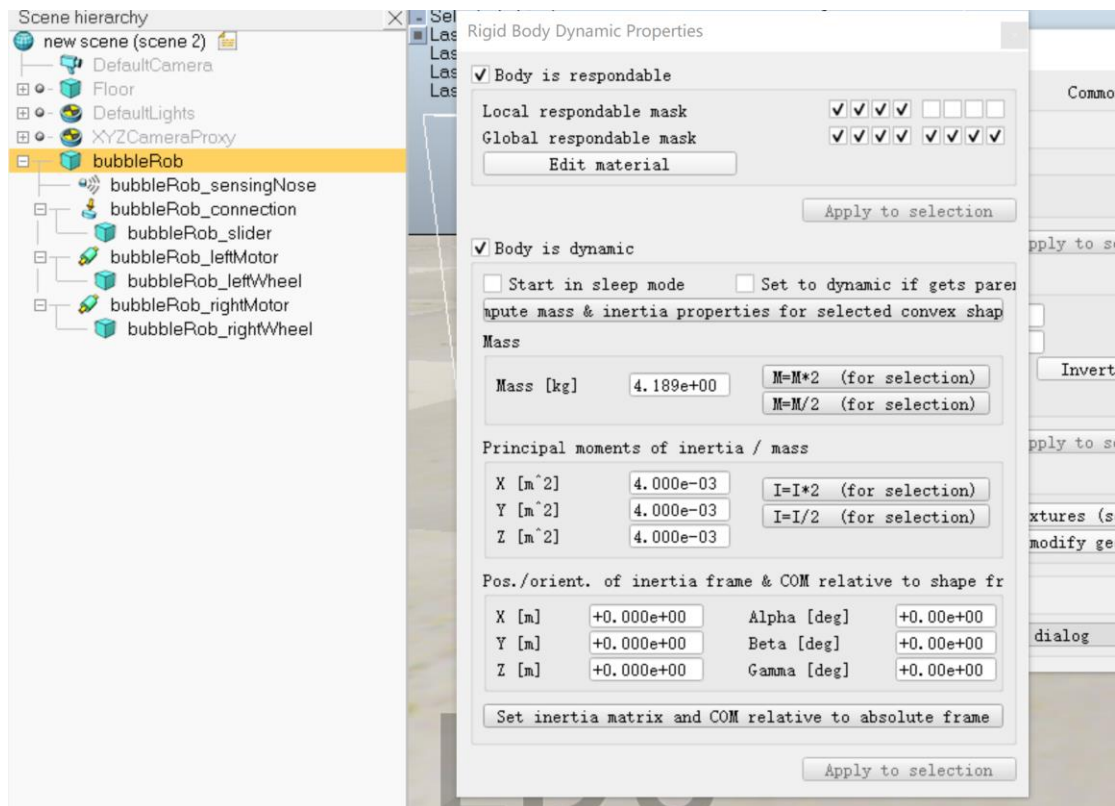 Scene hierarchy
new scene (scene 2)
DefaultCamera
Floor
DefaultLights
XYZCameraProxy
bubbleRob
bubbleRob_sensingNose
bubbleRob_connection
bubbleRob_slider
bubbleRob_leftMotor
bubbleRob_leftWheel
bubbleRob_rightMotor
bubbleRob_rightWheel
Sel
Las
Las
Las
Las
Rigid Body Dynamic Properties
Body is respondable
Local respondable mask
Global respondable mask
Edit material
Apply to selection
Body is dynamic
Start in sleep mode Set to dynamic if gets paren
mpute mass & inertia properties for selected convex shap
Mass
Mass [kg] 4.189e+00 M=M*2 (for selection)
M=M/2 (for selection)
Principal moments of inertia / mass
X [m^2] 4.000e-03 I=I*2 (for selection)
Y [m^2] 4.000e-03 I=I/2 (for selection)
Z [m^2] 4.000e-03
Pos./orient. of inertia frame & COM relative to shape fr
X [m] +0.000e+00 Alpha [deg] +0.00e+00
Y [m] +0.000e+00 Beta [deg] +0.00e+00
Z [m] +0.000e+00 Gamma [deg] +0.00e+00
Set inertia matrix and COM relative to absolute frame
Apply to selection
Commo
pply to se
Invert
pply to se
xtures (s
modify ge
dialog